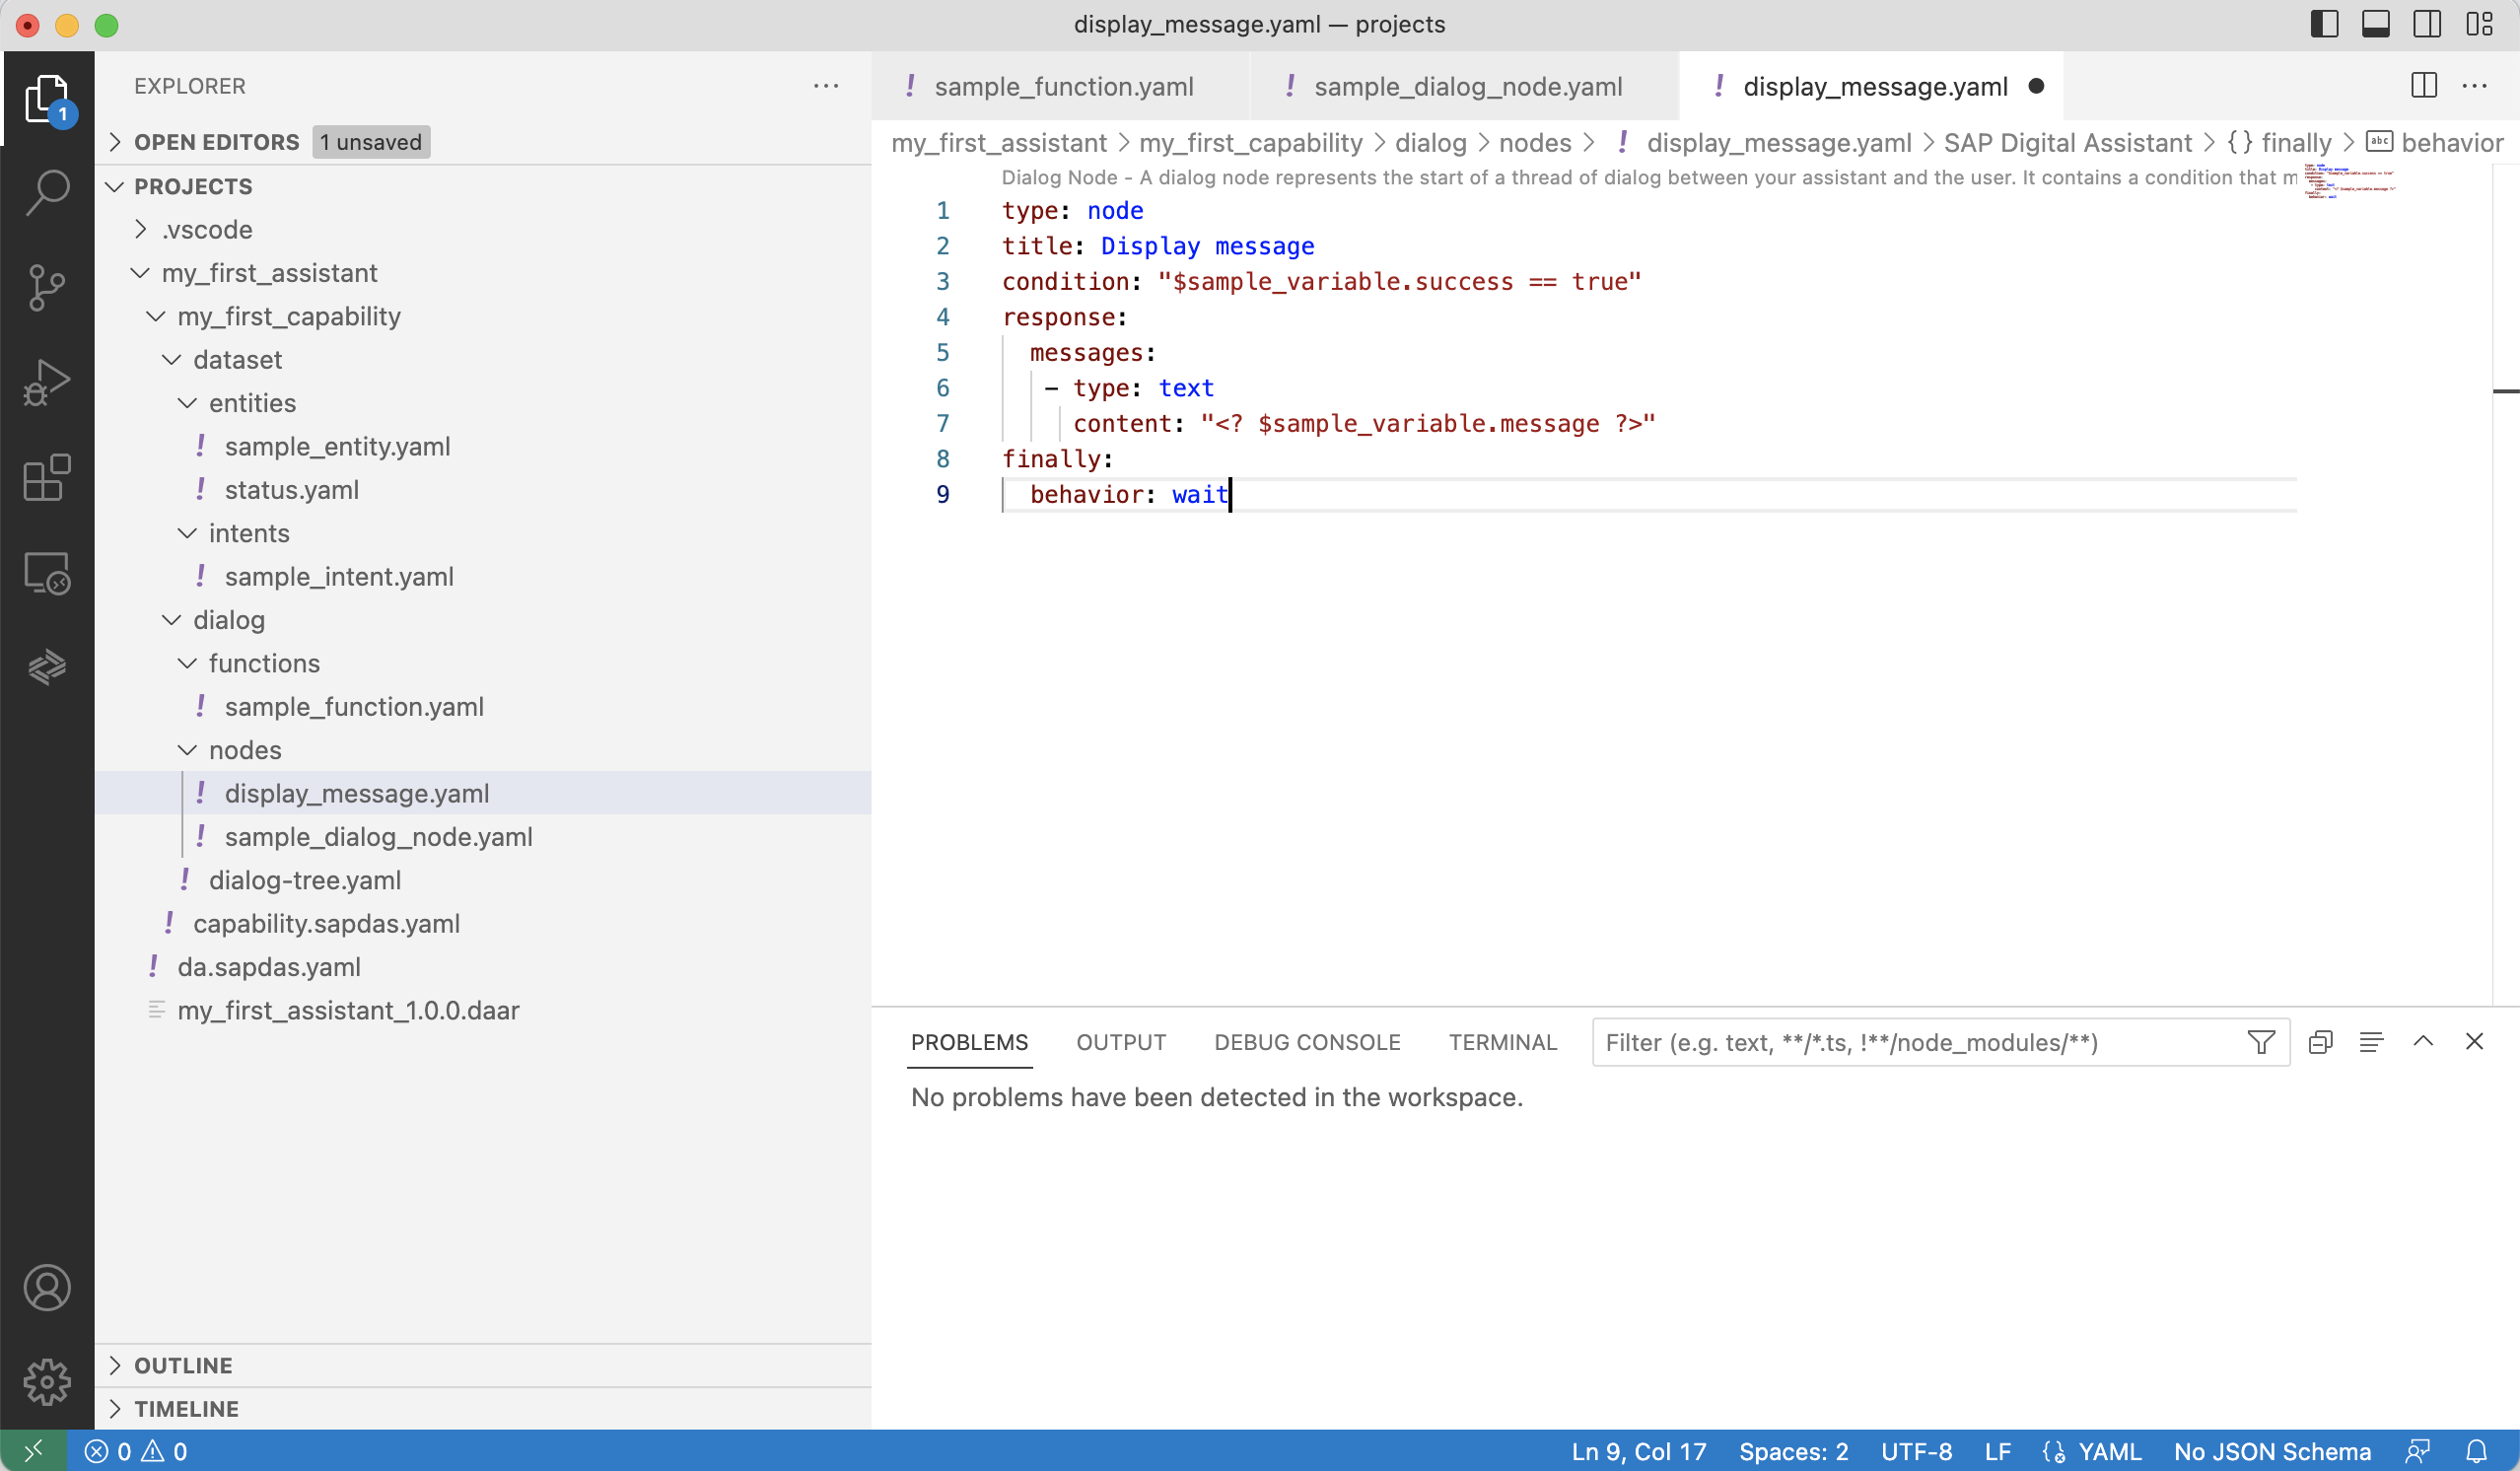 display_message.yaml — projects
EXPLORER
1
OPEN EDITORS 1 unsaved
PROJECTS
.vscode
my_first_assistant
my_first_capability
dataset
entities
! sample_entity.yaml
! status.yaml
intents
! sample_intent.yaml
dialog
functions
! sample_function.yaml
nodes
! display_message.yaml
! sample_dialog_node.yaml
! dialog-tree.yaml
! capability.sapdas.yaml
! da.sapdas.yaml
my_first_assistant_1.0.0.daar
OUTLINE
TIMELINE
! sample_function.yaml ! sample_dialog_node.yaml ! display_message.yaml
my_first_assistant > my_first_capability > dialog > nodes > ! display_message.yaml > SAP Digital Assistant > {} finally > abc behavior
Dialog Node - A dialog node represents the start of a thread of dialog between your assistant and the user. It contains a condition that m
1 type: node
2 title: Display message
3 condition: "$sample_variable.success == true"
4 response:
5 messages:
6 - type: text
7 content: "<? $sample_variable.message ?>"
8 finally:
9 behavior: wait
PROBLEMS OUTPUT DEBUG CONSOLE TERMINAL Filter (e.g. text, **/*.ts, !**/node_modules/**)
No problems have been detected in the workspace.
0 0 Ln 9, Col 17 Spaces: 2 UTF-8 LF YAML No JSON Schema